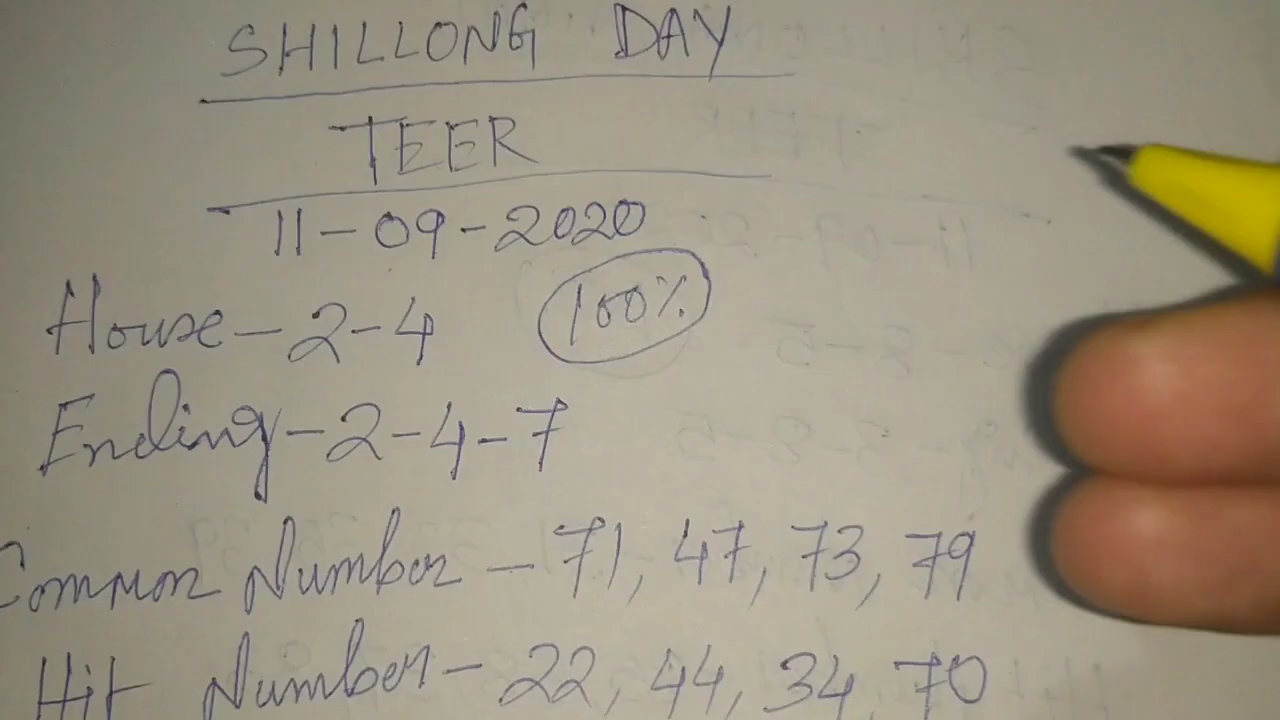 SHILLONG DAY
TEER
11-09-2020
House-2-4 100%
Ending-2-4-7
Common Number - 71, 47, 73, 79
Hit Number - 22, 44, 34, 70